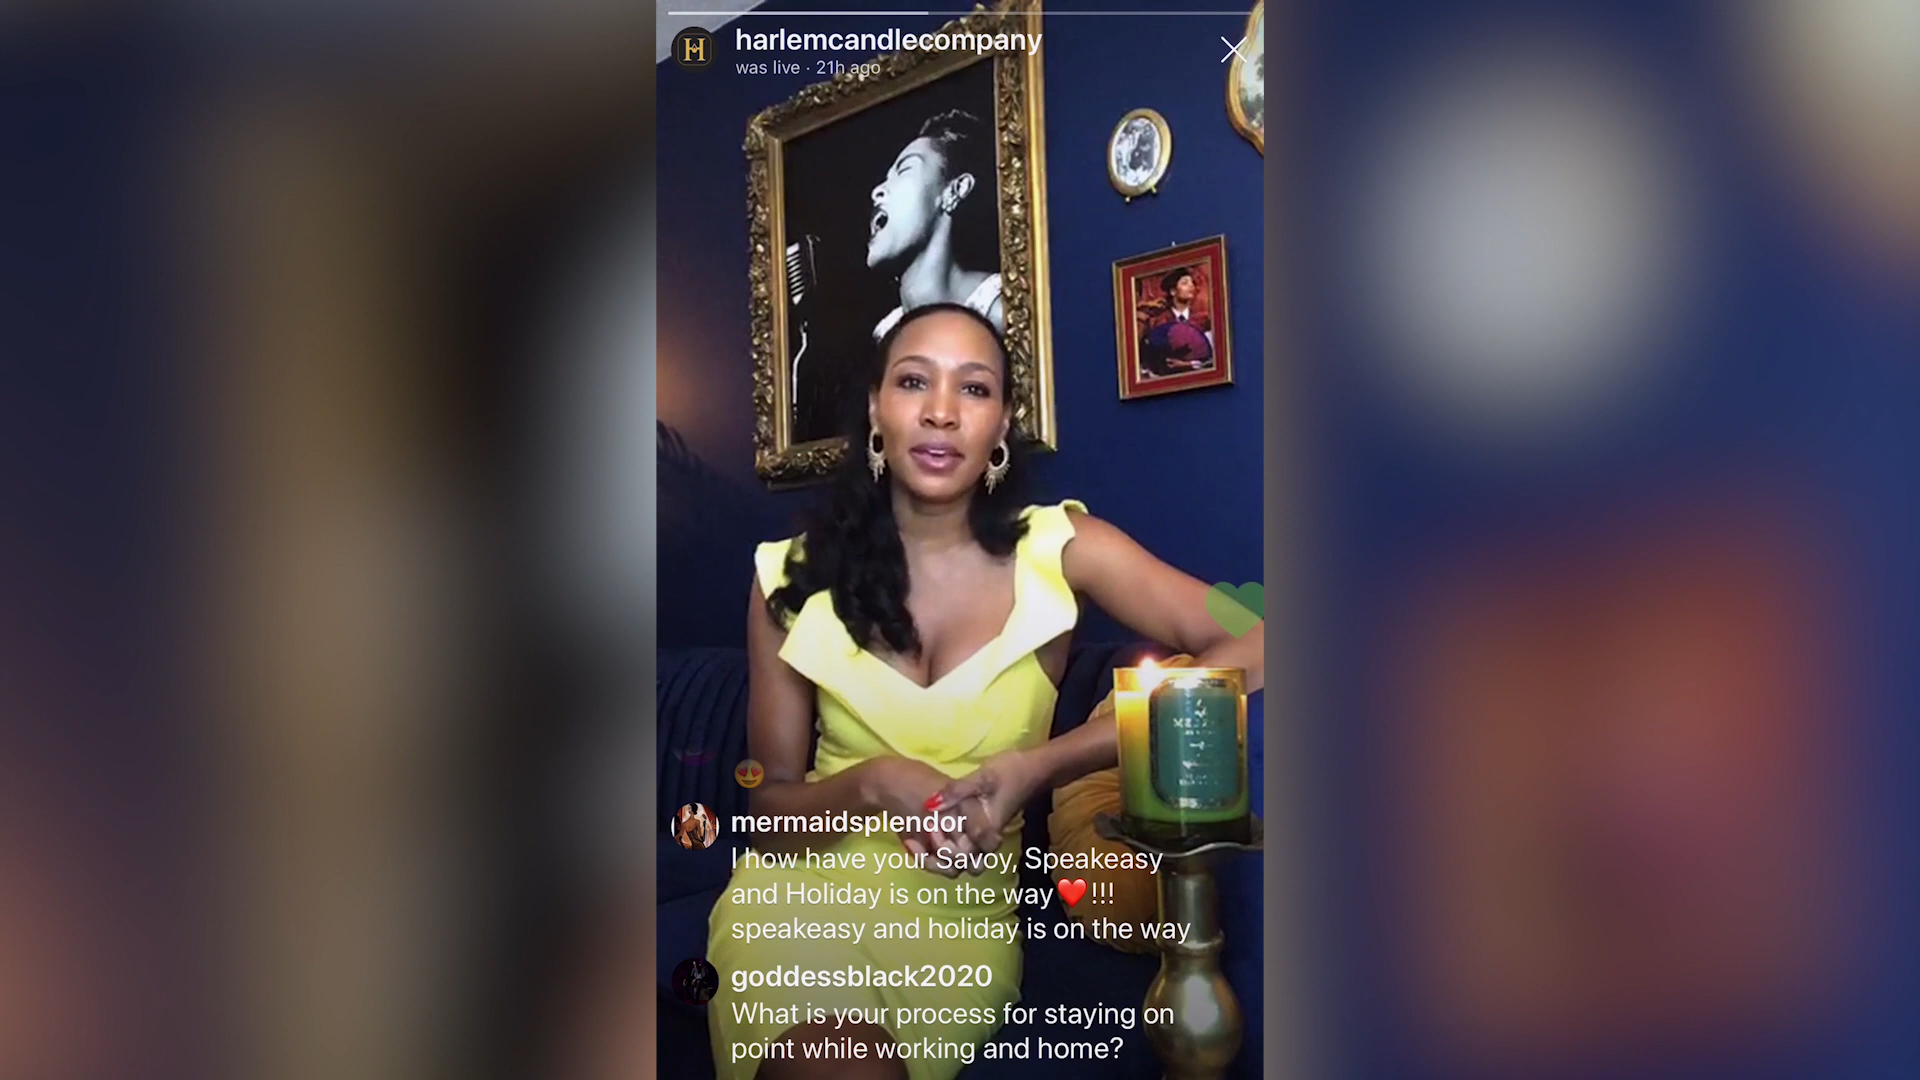 H
harlemcandlecompany
was live · 21h ago
mermaidsplendor
I how have your Savoy, Speakeasy
and Holiday is on the way❤️!!!
speakeasy and holiday is on the way
goddessblack2020
What is your process for staying on
point while working and home?